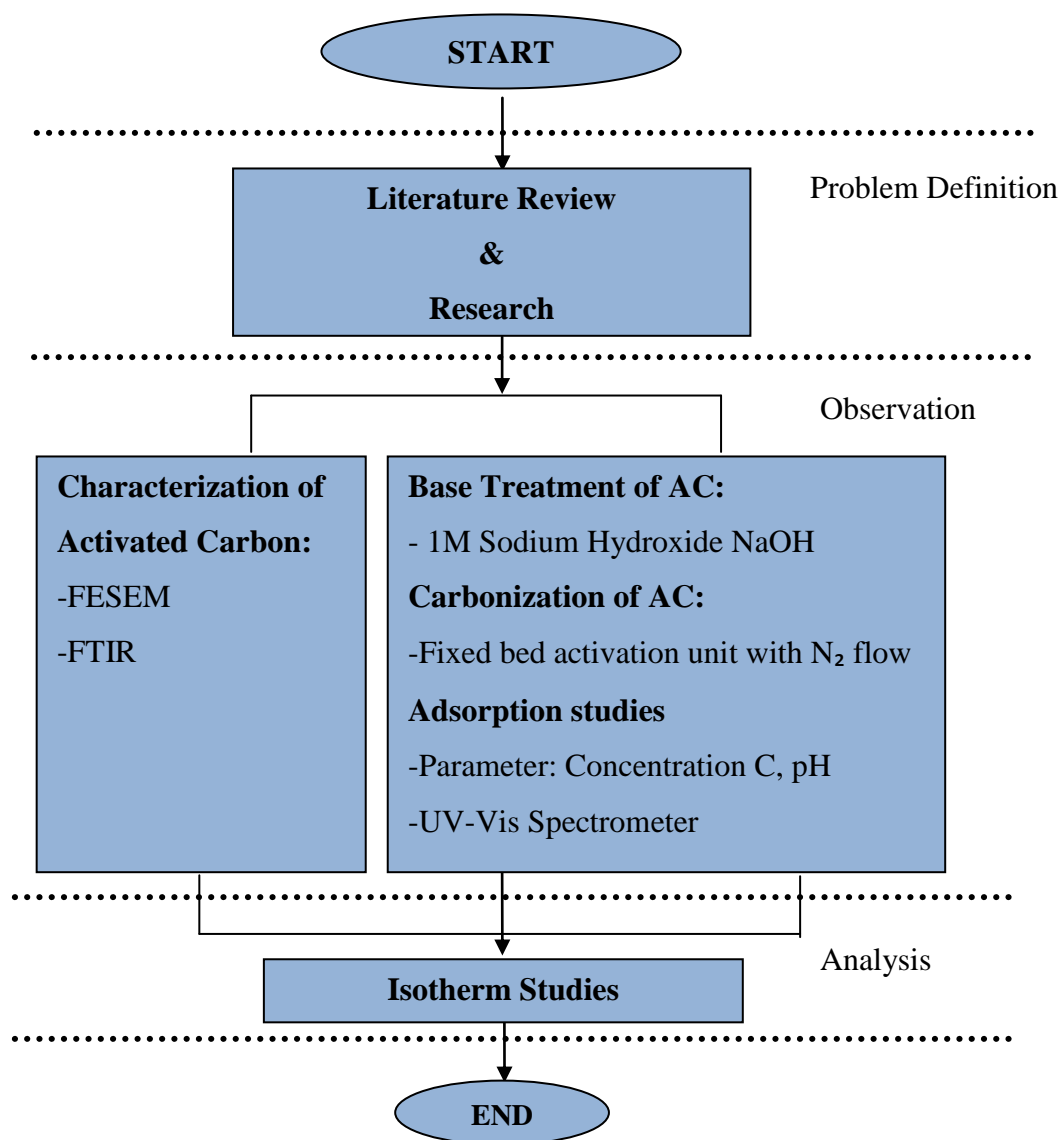 START
Problem Definition
Literature Review
&
Research
Observation
Characterization of
Activated Carbon:
-FESEM
-FTIR
Base Treatment of AC:
- 1M Sodium Hydroxide NaOH
Carbonization of AC:
-Fixed bed activation unit with N₂ flow
Adsorption studies
-Parameter: Concentration C, pH
-UV-Vis Spectrometer
Analysis
Isotherm Studies
END